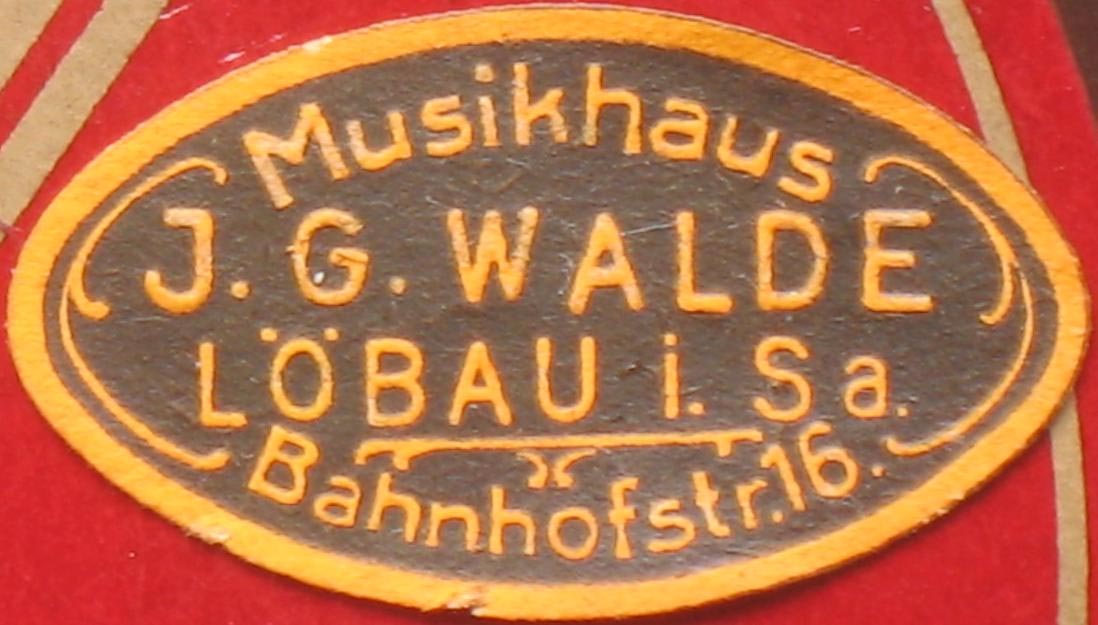 Musikhaus
J. G. WALDE
LÖBAU i. Sa.
Bahnhofstr. 16.